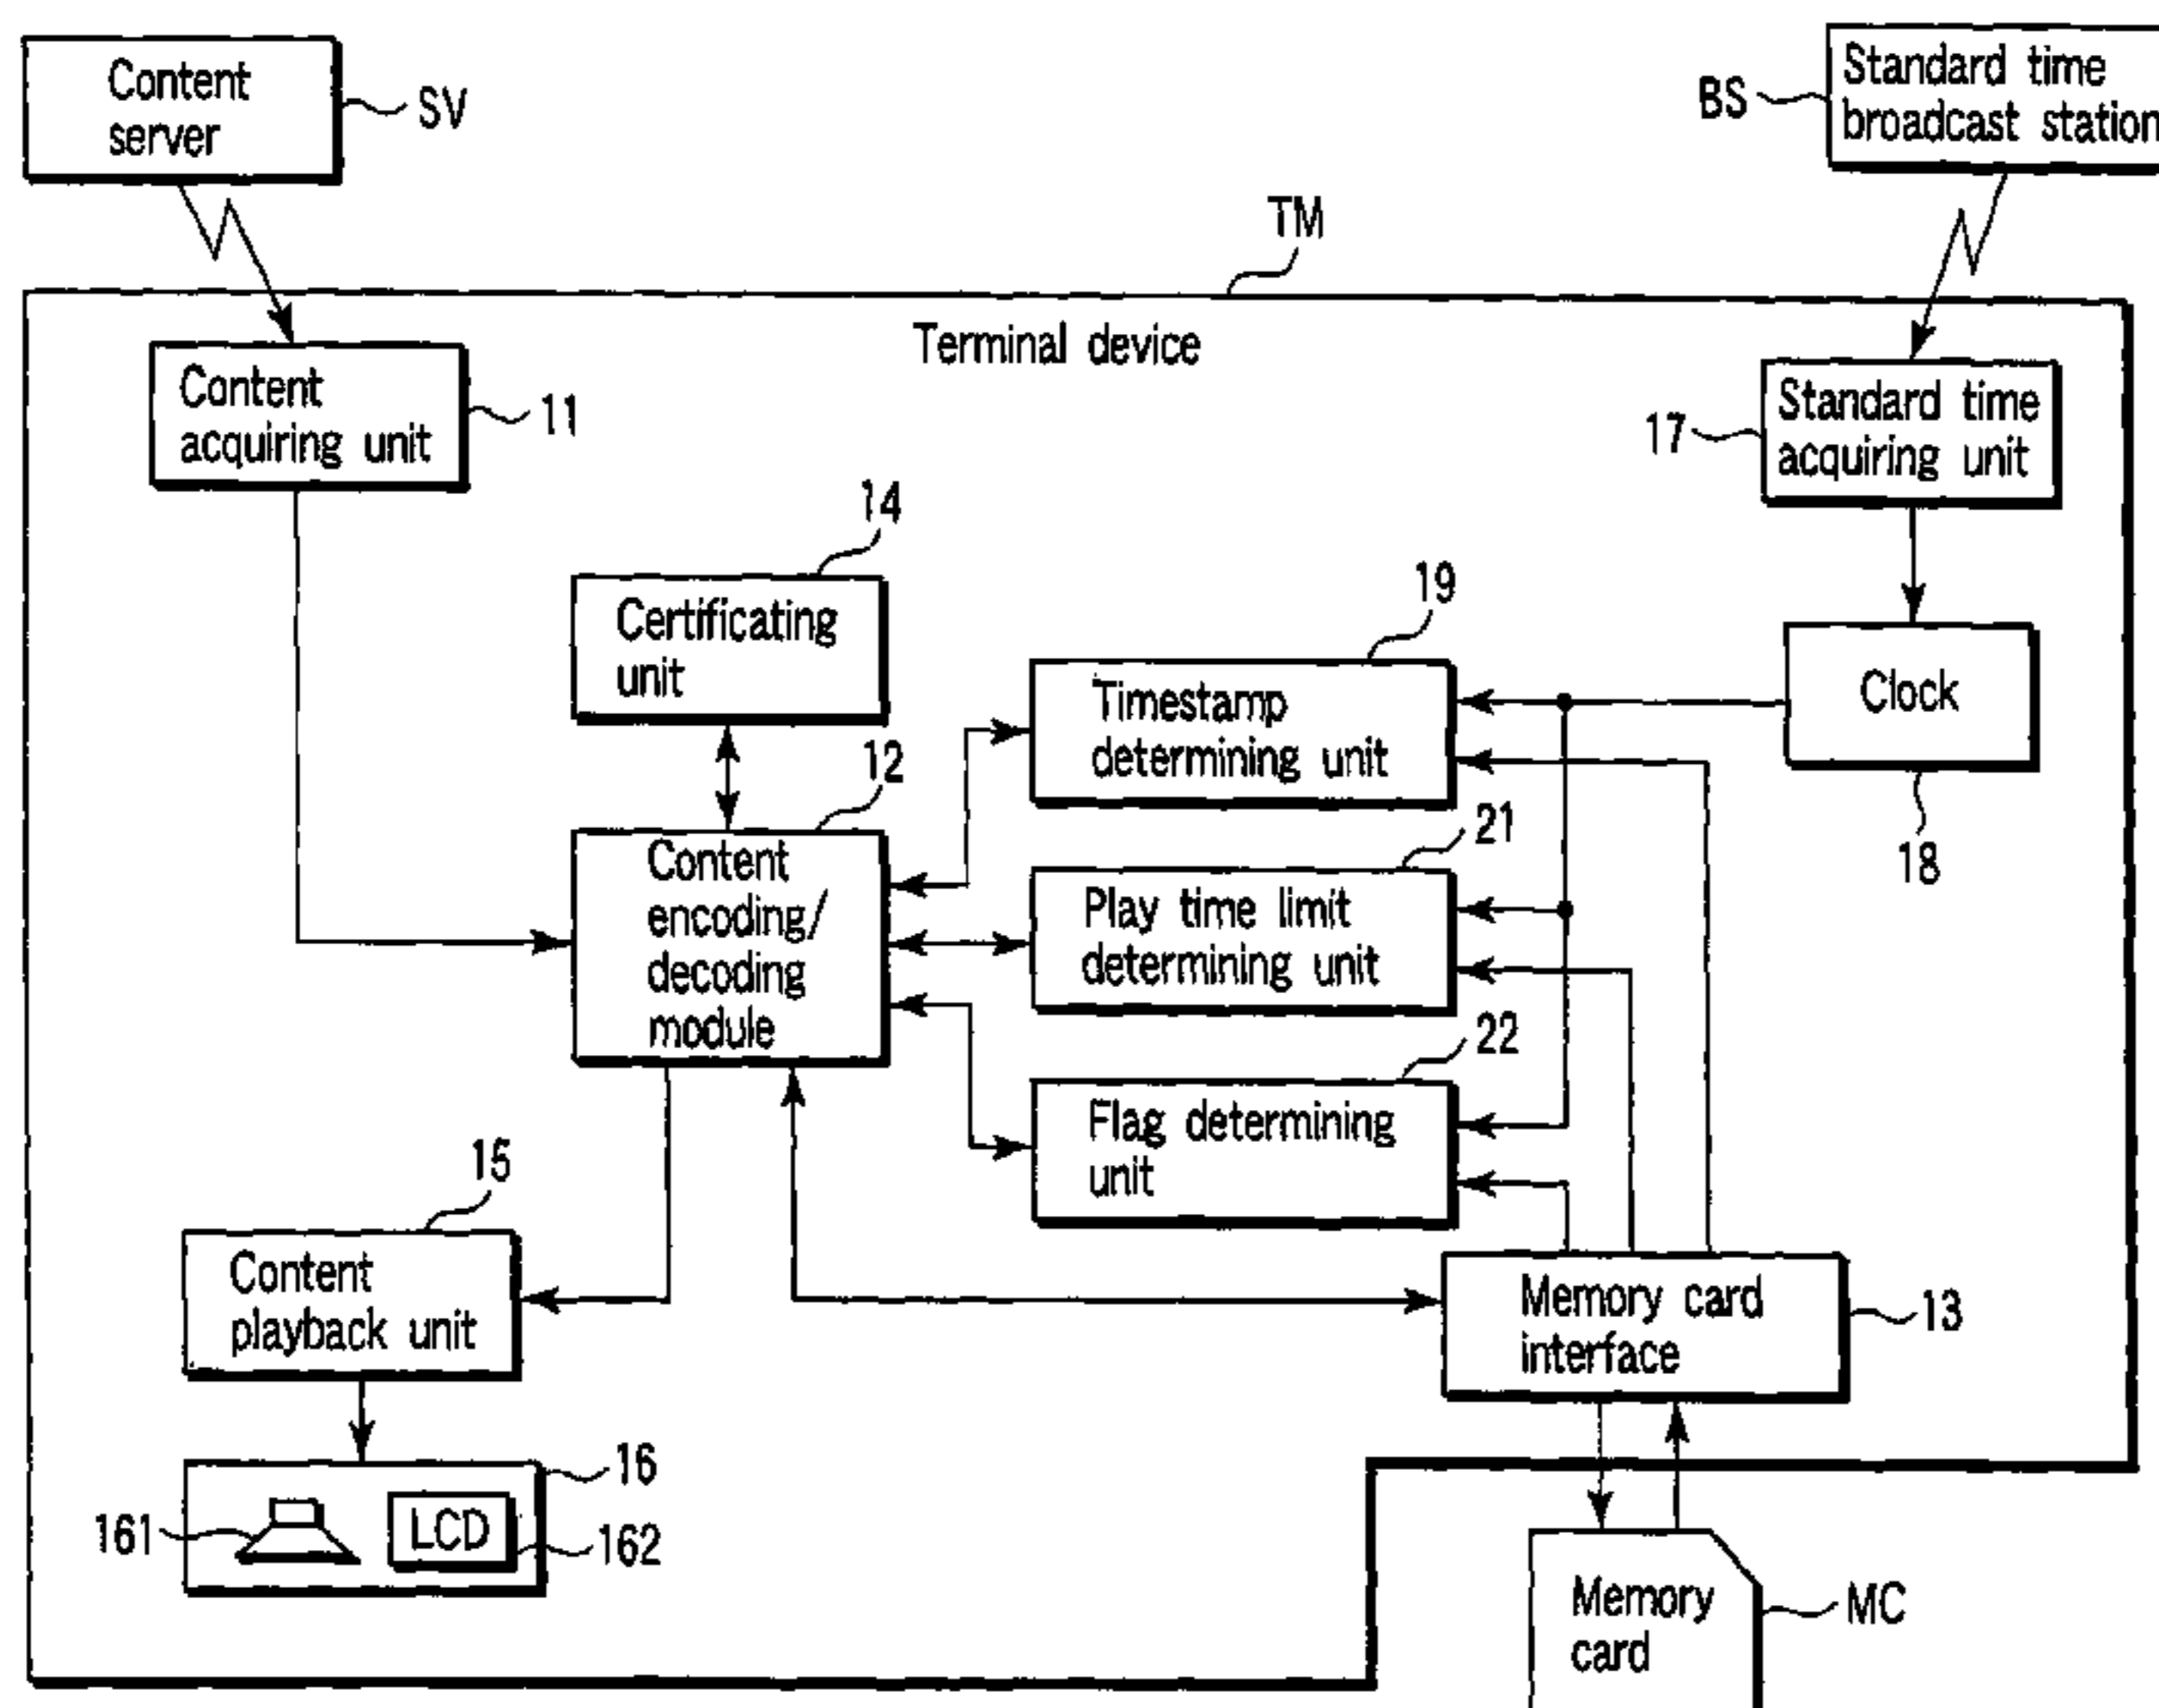 Content
server
SV
BS
Standard time
broadcast station
TM
Terminal device
Content
acquiring unit
11
17
Standard time
acquiring unit
14
Certificating
unit
19
Timestamp
determining unit
Clock
18
12
Content
encoding/
decoding
module
21
Play time limit
determining unit
22
Flag determining
unit
15
Content
playback unit
Memory card
interface
13
16
161
LCD
162
Memory
card
MC